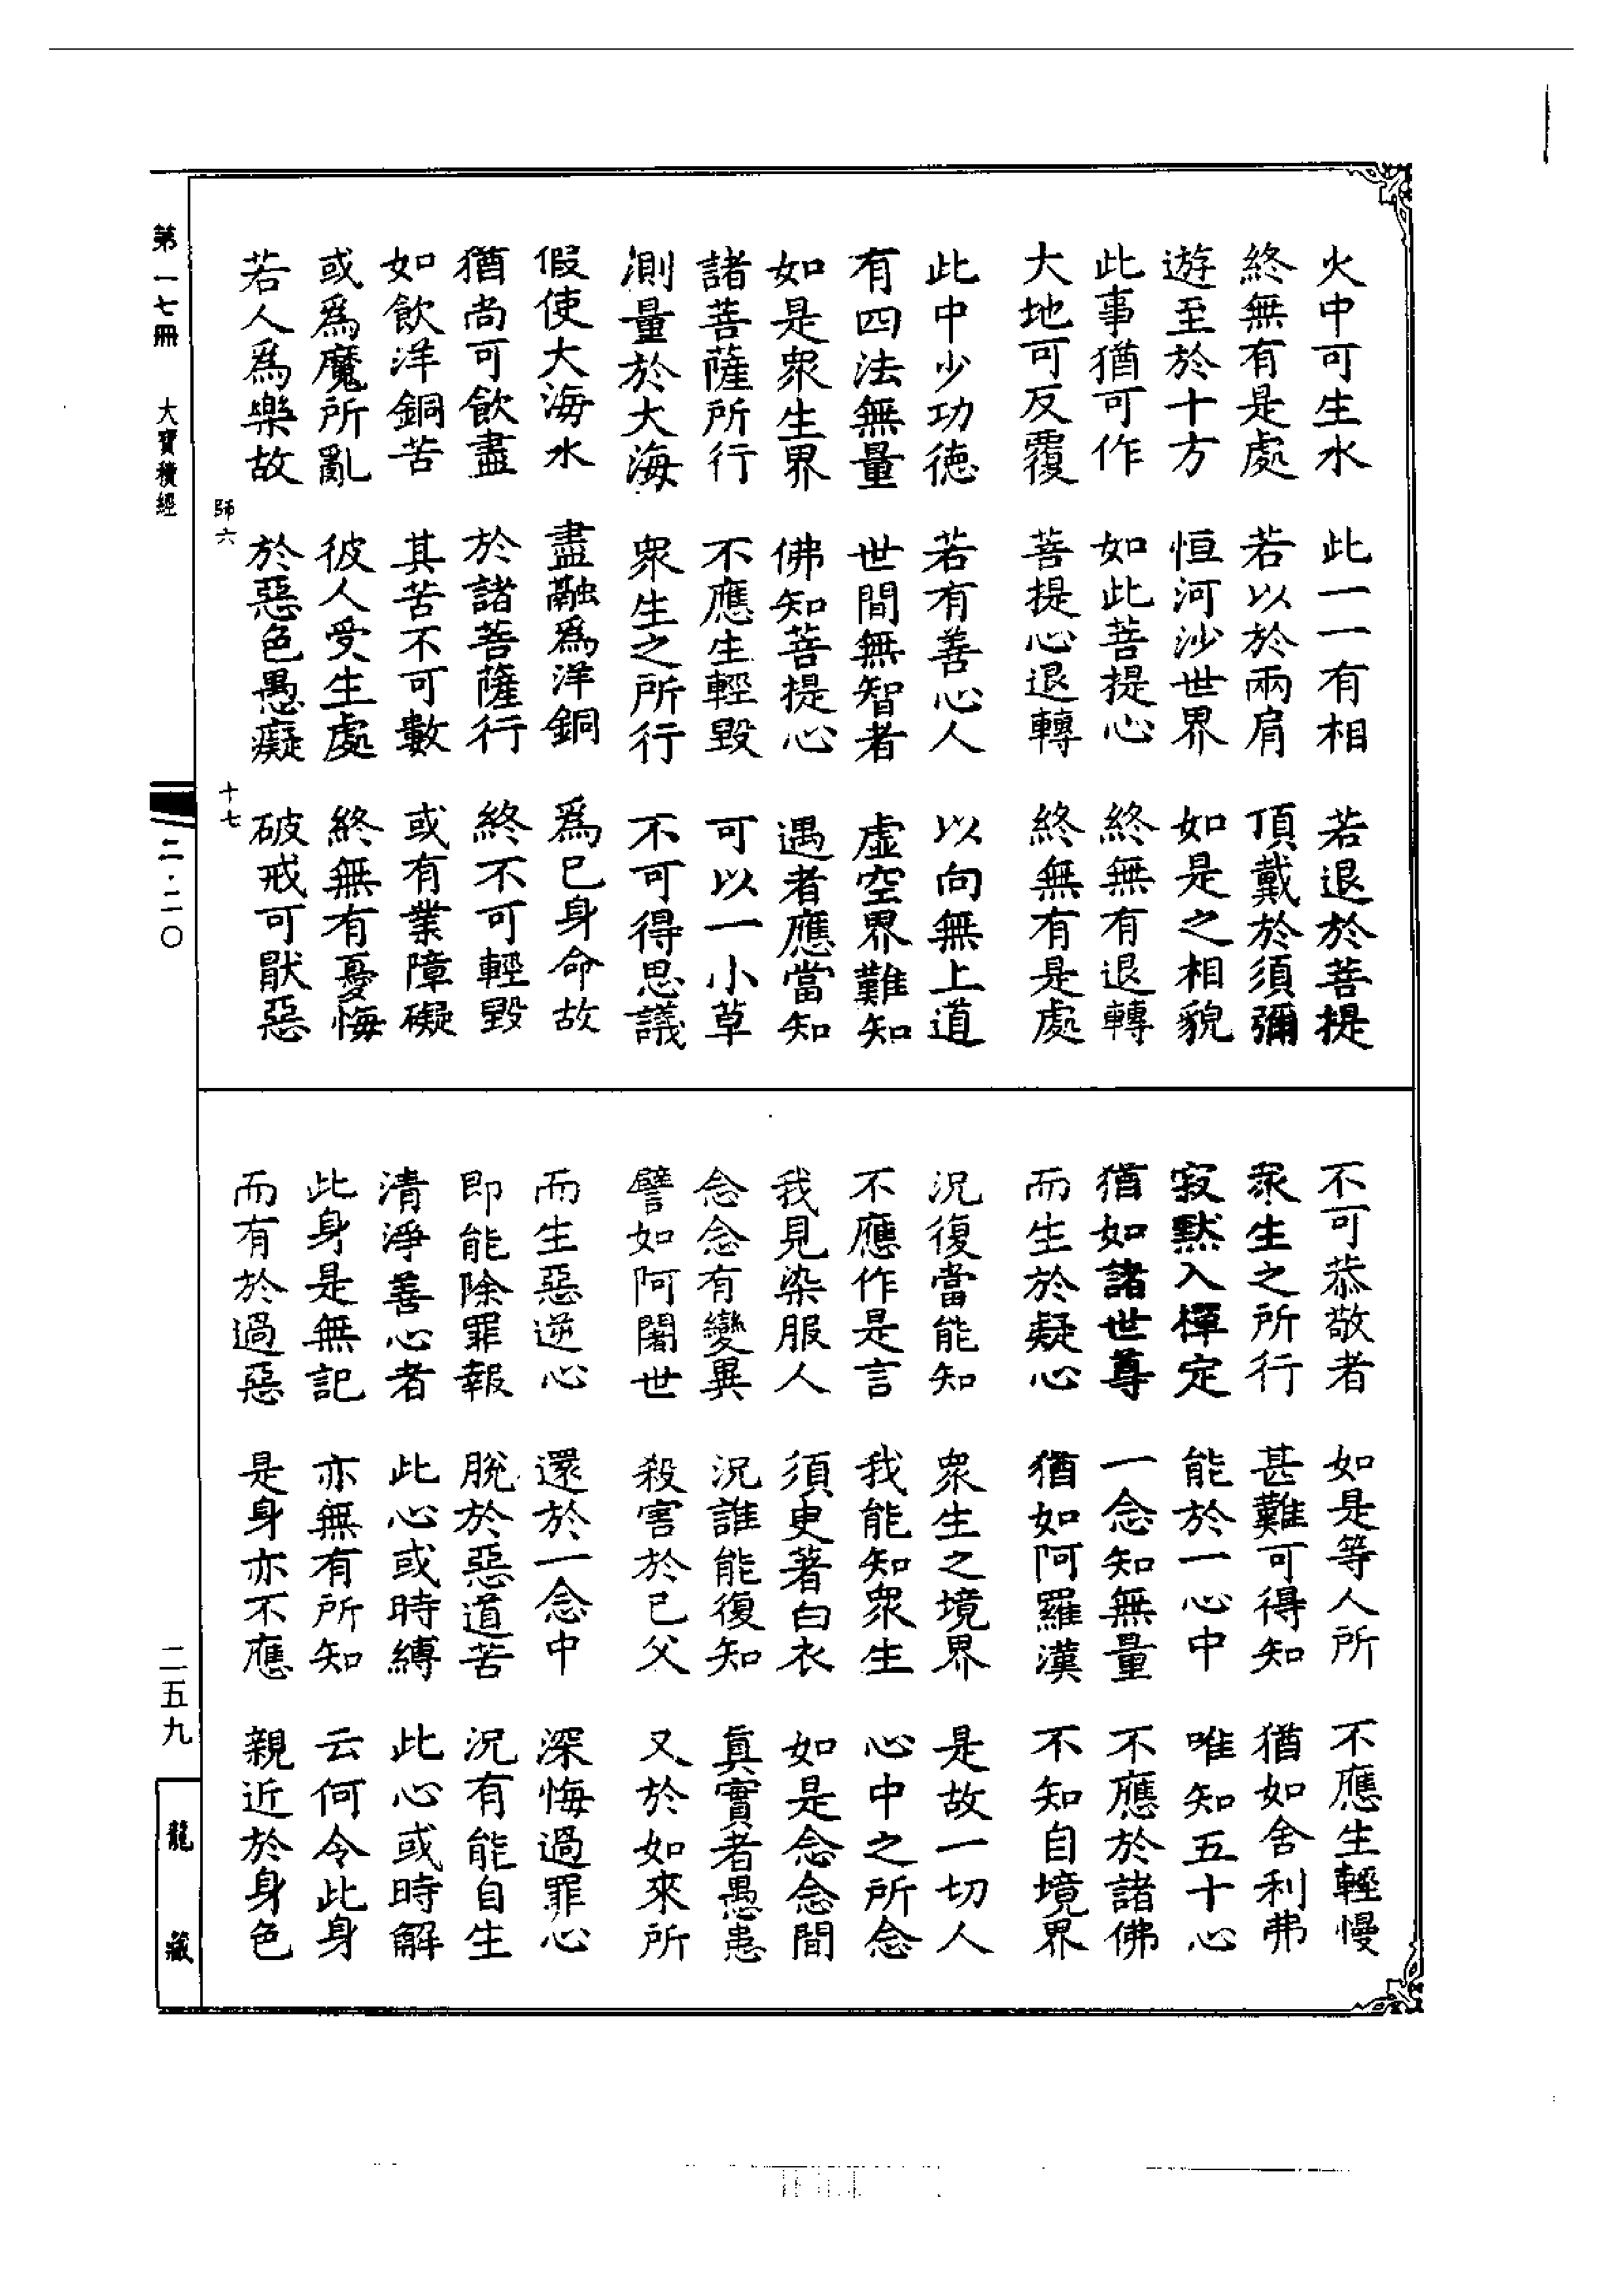 火中可生水　此一一有相　若退於菩提
終無有是處　若以於兩肩　頂戴於須彌
遊至於十方　恒河沙世界　如是之相貌
此事猶可作　如此菩提心　終無有退轉
大地可反覆　菩提心退轉　終無有是處
此中少功德　若有善心人　以向無上道
有四法無量　世間無智者　虛空界難知
如是衆生界　佛知菩提心　遇者應當知
諸菩薩所行　不應生輕毀　可以一小草
測量於大海　衆生之所行　不可得思議
假使大海水　盡融爲洋銅　爲已身命故
猶尚可飲盡　於諸菩薩行　終不可輕毀
如飲洋銅苦　其苦不可數　或有業障礙
或爲魔所亂　彼人受生處　終無有憂悔
若人爲樂故　於惡色愚癡　破戒可猒惡
不可恭敬者　如是等人所　不應生輕慢
衆生之所行　甚難可得知　猶如舍利弗
寂黙入禪定　能於一心中　唯知五十心
猶如諸世尊　一念知無量　不應於諸佛
而生於疑心　猶如阿羅漢　不知自境界
況復當能知　衆生之境界　是故一切人
不應作是言　我能知衆生　心中之所念
我見染服人　須更著白衣　如是念念間
念念有變異　況誰能復知　眞實者愚恚
譬如阿闍世　殺害於已父　又於如來所
而生惡逆心　還於一念中　深悔過罪心
即能除罪報　脫於惡道苦　況有能自生
清淨善心者　此心或時縛　此心或時解
此身是無記　亦無有所知　云何令此身
而有於過惡　是身亦不應　親近於身色
師六　十七
第一七冊　大寶積經　二·二〇　二五九　龍藏